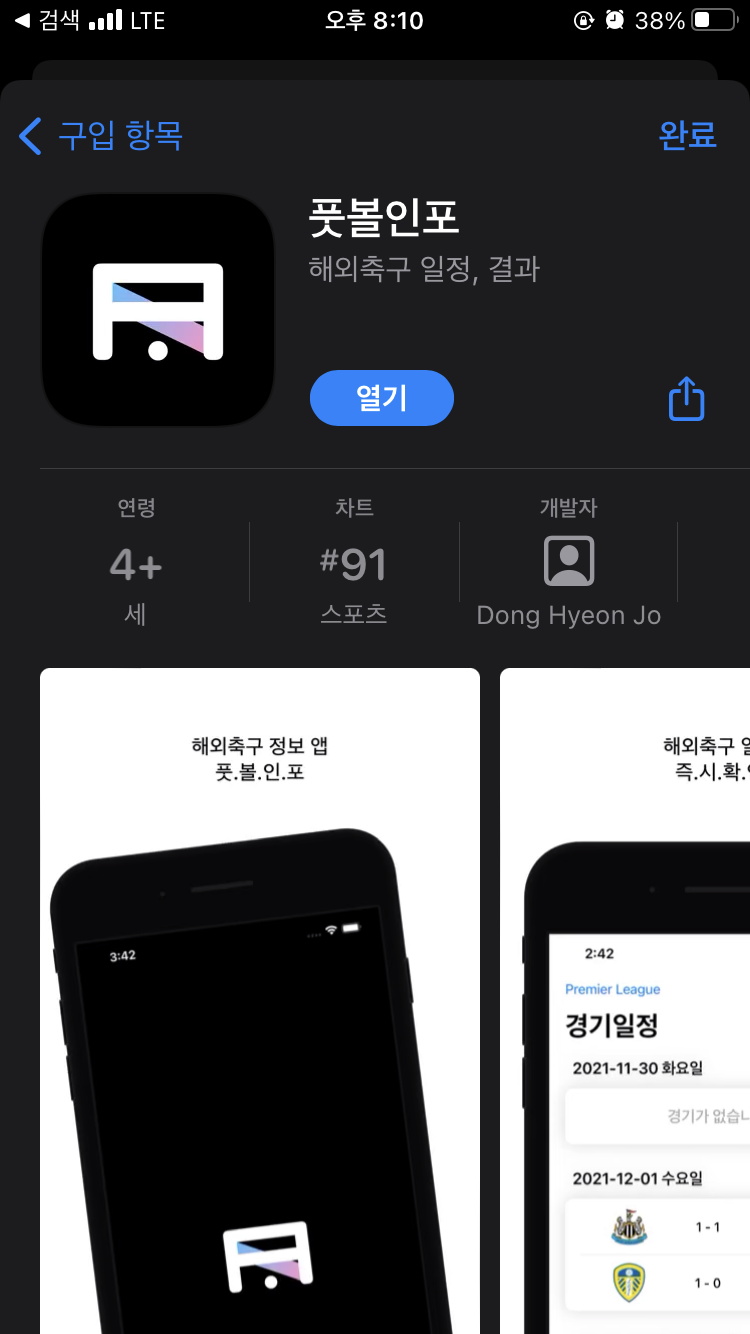 검색 LTE 오후 8:10 38%
구입 항목 완료
풋볼인포
해외축구 일정, 결과
열기
연령 차트 개발자
4+ #91
세 스포츠 Dong Hyeon Jo
해외축구 정보 앱
풋.볼.인.포
3:42
해외축구
즉.시.확.
2:42
Premier League
경기일정
2021-11-30 화요일
경기가 없습
2021-12-01 수요일
1 - 1
1 - 0